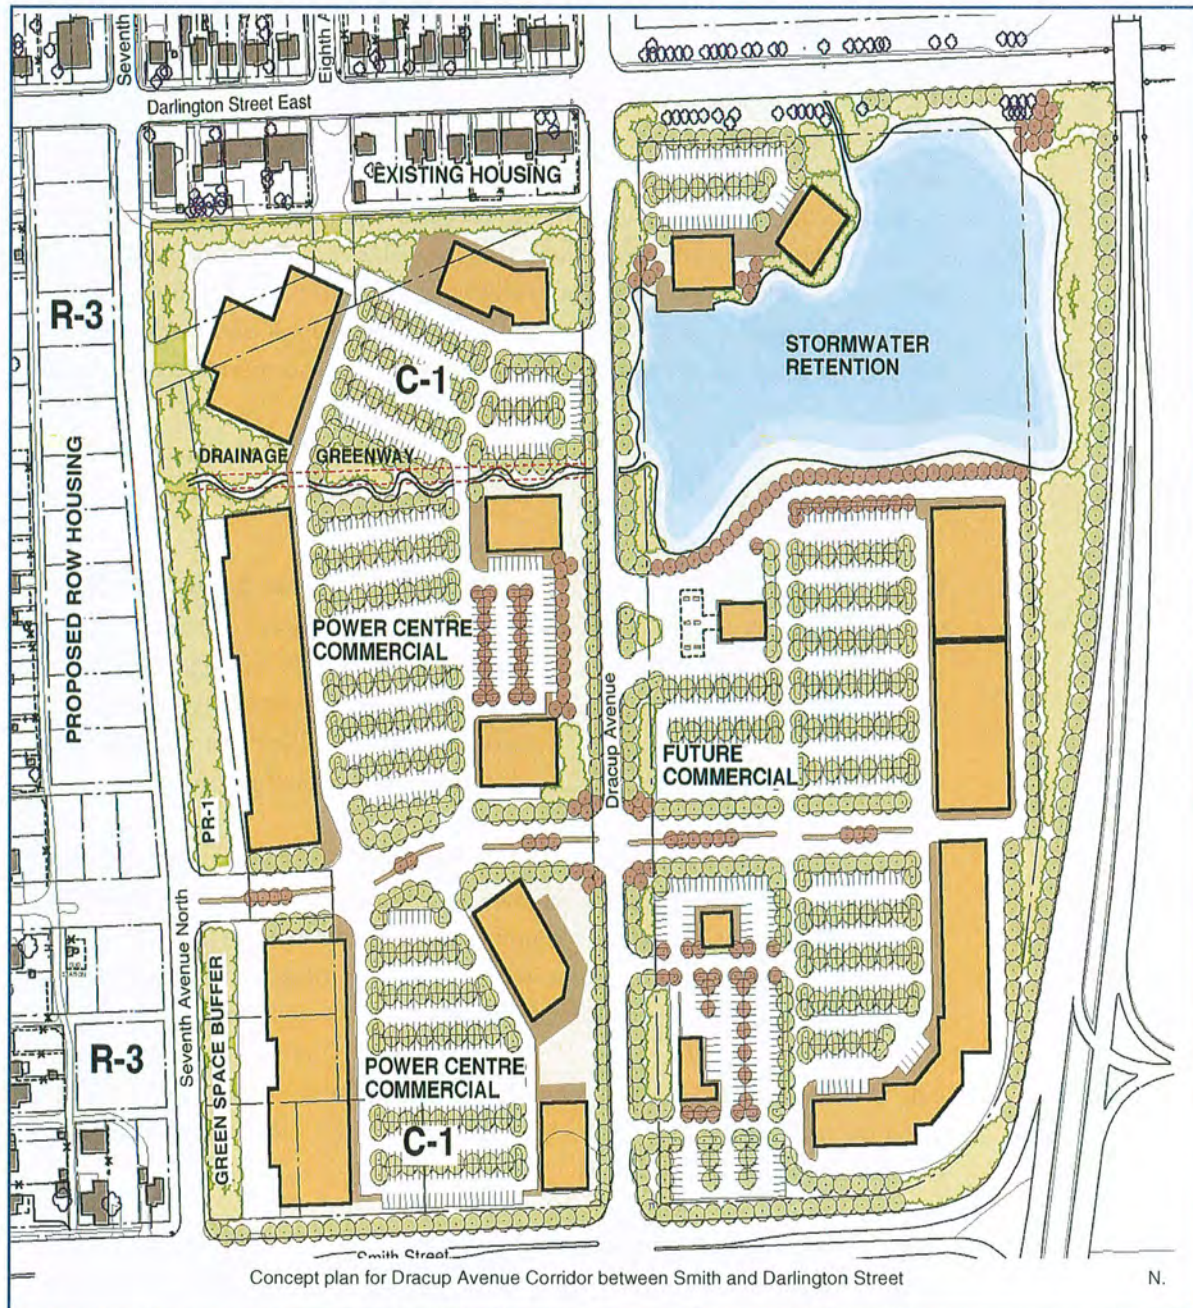 Seventh
Eighth A
Darlington Street East
EXISTING HOUSING
R-3
C-1
STORMWATER
RETENTION
DRAINAGE GREENWAY
PROPOSED ROW HOUSING
POWER CENTRE
COMMERCIAL
Dracup Avenue
FUTURE
COMMERCIAL
PR-1
Seventh Avenue North
GREEN SPACE BUFFER
R-3
POWER CENTRE
COMMERCIAL
C-1
Smith Street
Concept plan for Dracup Avenue Corridor between Smith and Darlington Street
N.